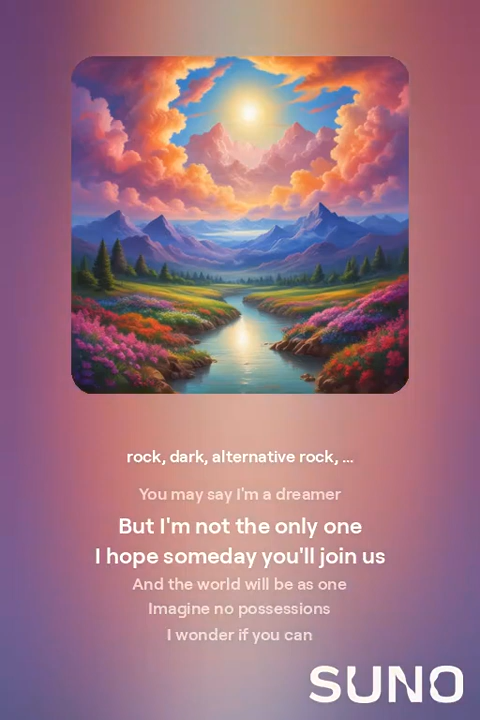 rock, dark, alternative rock, ...
You may say I'm a dreamer
But I'm not the only one
I hope someday you'll join us
And the world will be as one
Imagine no possessions
I wonder if you can
SUNO